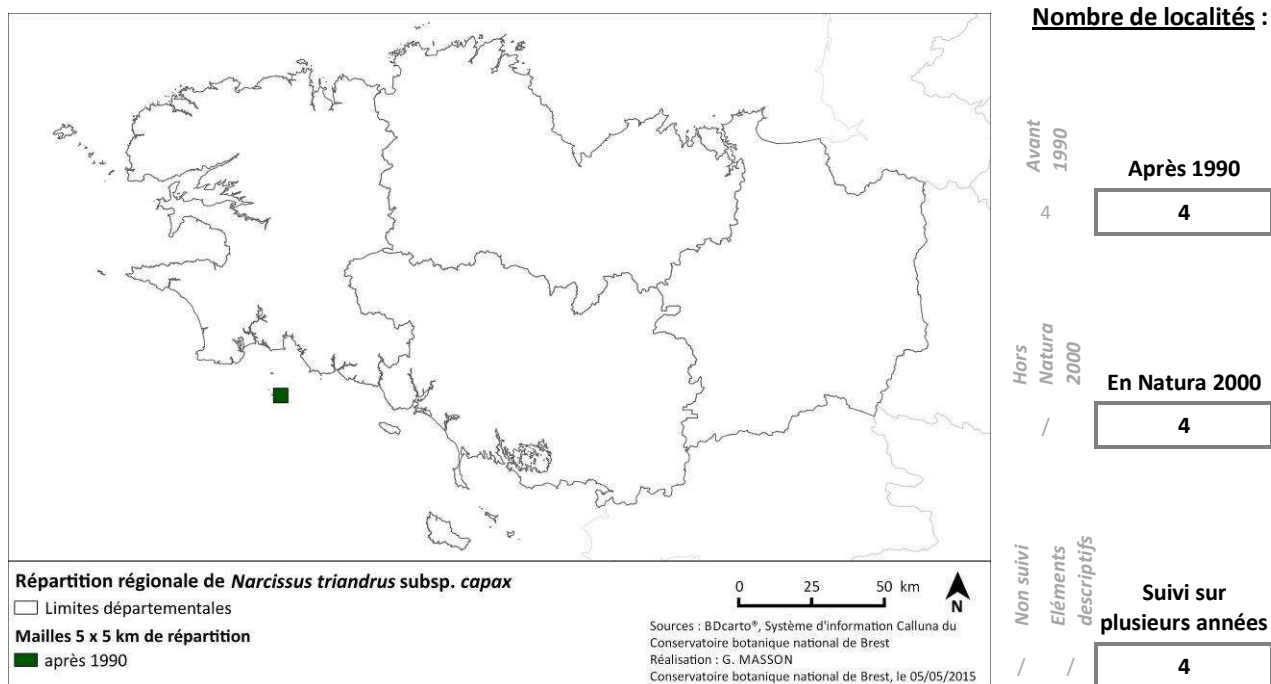 Nombre de localités :
Avant
1990
Après 1990
4
4
Hors
Natura
2000
En Natura 2000
/
4
Non suivi
Eléments
descriptifs
Suivi sur
plusieurs années
/
/
4
Répartition régionale de Narcissus triandrus subsp. capax
Limites départementales
Mailles 5 x 5 km de répartition
après 1990
0 25 50 km
N
Sources : BDcarto®, Système d'information Calluna du
Conservatoire botanique national de Brest
Réalisation : G. MASSON
Conservatoire botanique national de Brest, le 05/05/2015